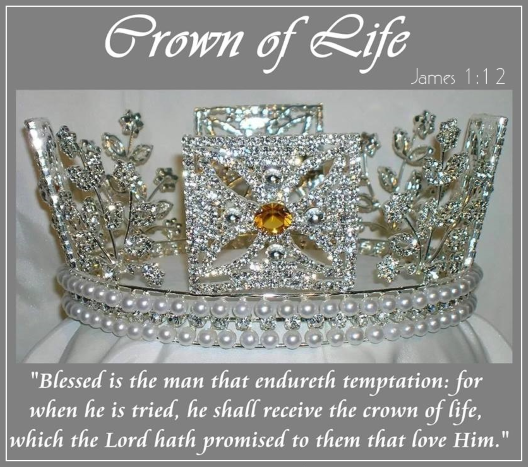 Crown of Life
James 1:12
"Blessed is the man that endureth temptation: for
when he is tried, he shall receive the crown of life,
which the Lord hath promised to them that love Him."